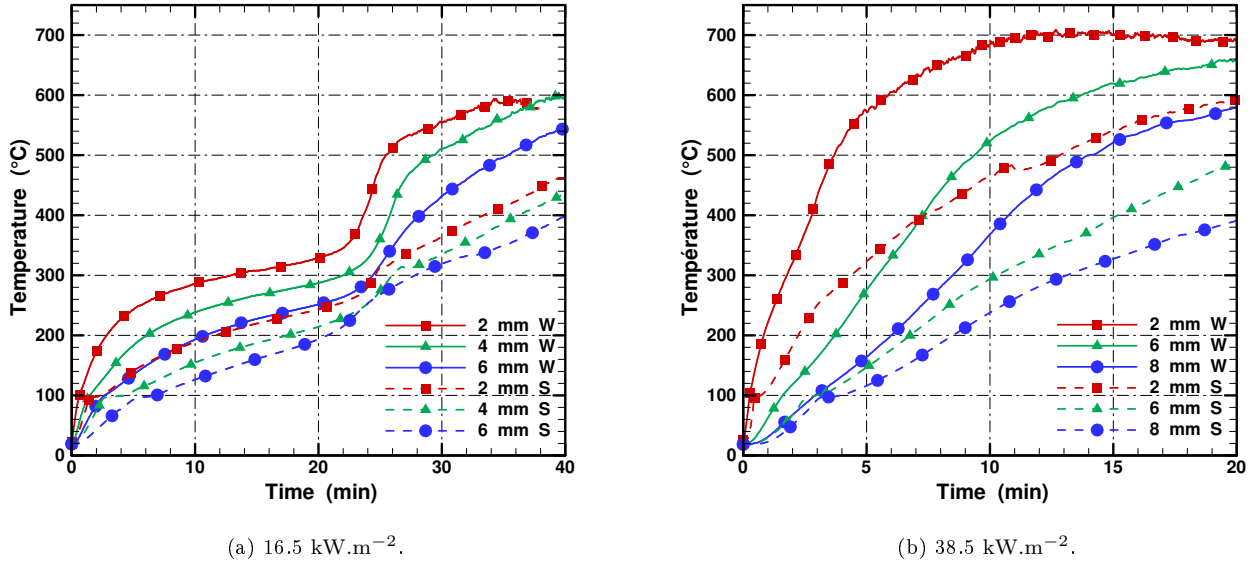 700
600
500
400
300
200
100
0
Température (°C)
0
10
20
30
40
Time (min)
2 mm W
4 mm W
6 mm W
2 mm S
4 mm S
6 mm S
(a) 16.5 kW.m−2.
700
600
500
400
300
200
100
0
Température (°C)
0
5
10
15
20
Time (min)
2 mm W
6 mm W
8 mm W
2 mm S
6 mm S
8 mm S
(b) 38.5 kW.m−2.